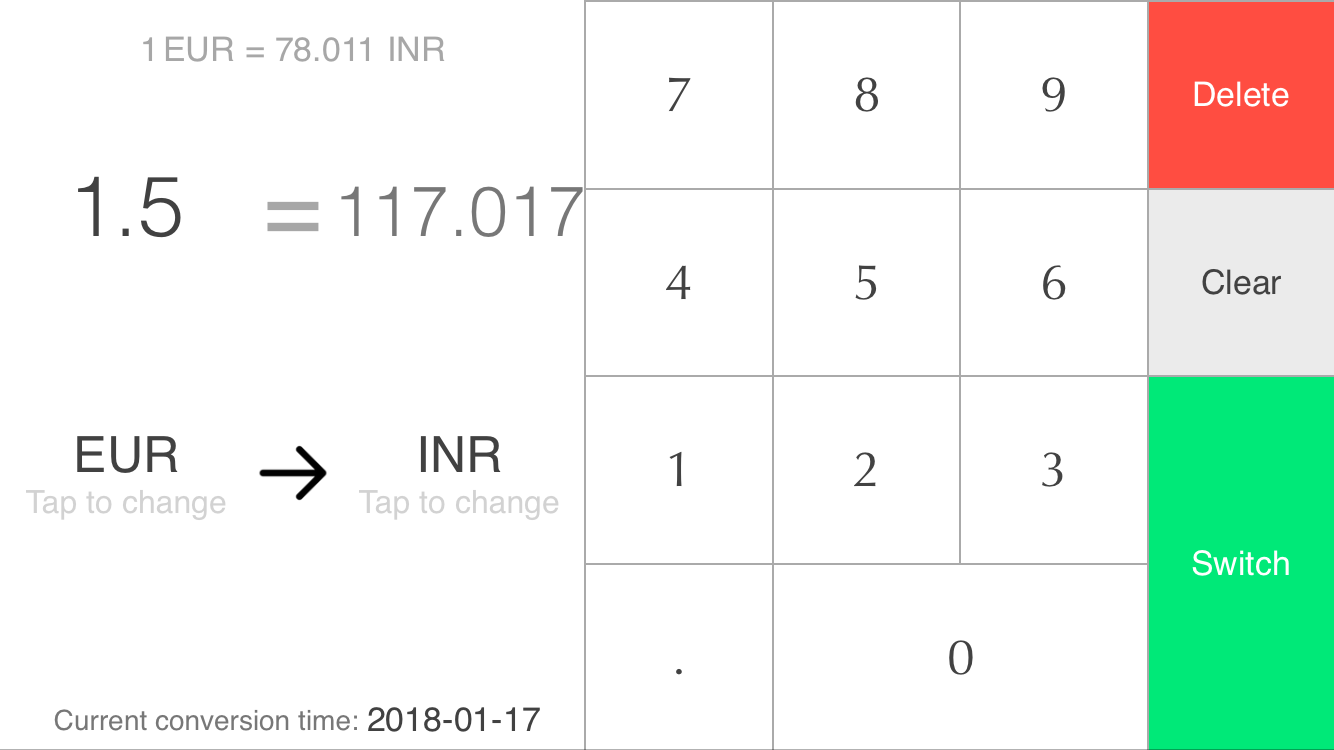 1 EUR = 78.011 INR
1.5 = 117.017
EUR INR
Tap to change Tap to change
Current conversion time: 2018-01-17
7 8 9 Delete
4 5 6 Clear
1 2 3
Switch
. 0